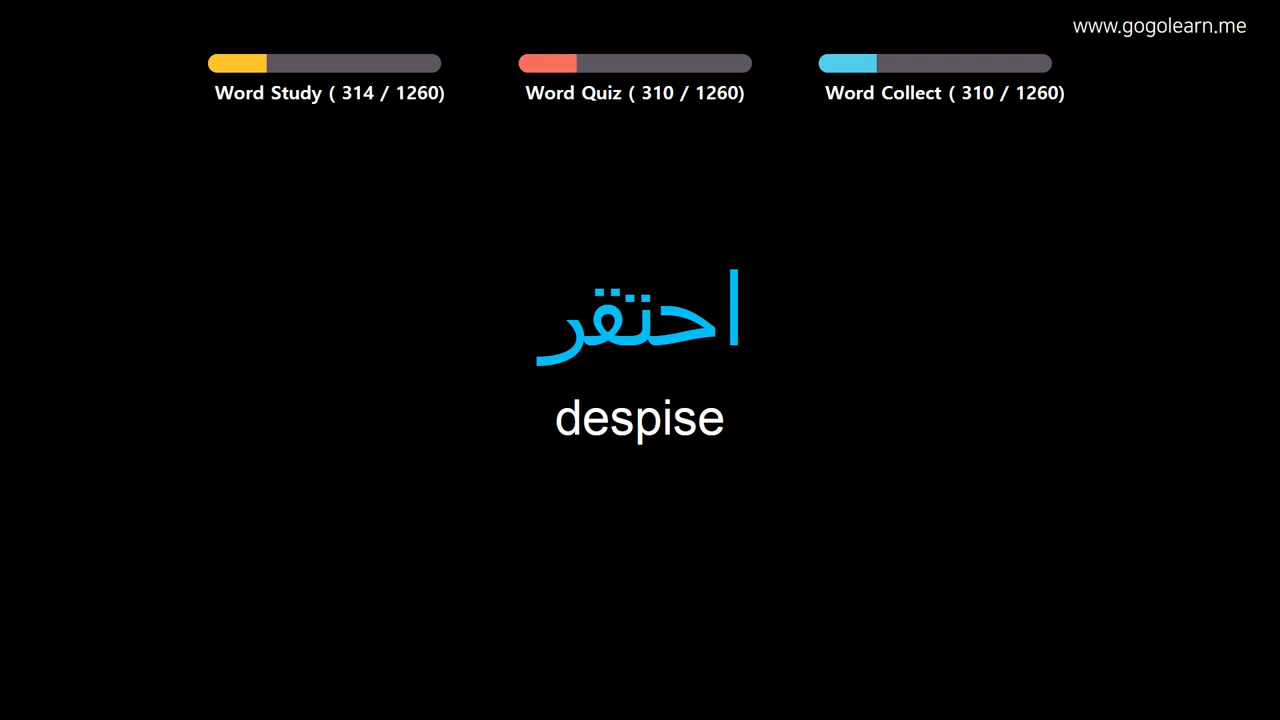 www.gogolearn.me
Word Study ( 314 / 1260)
Word Quiz ( 310 / 1260)
Word Collect ( 310 / 1260)
احتقر
despise